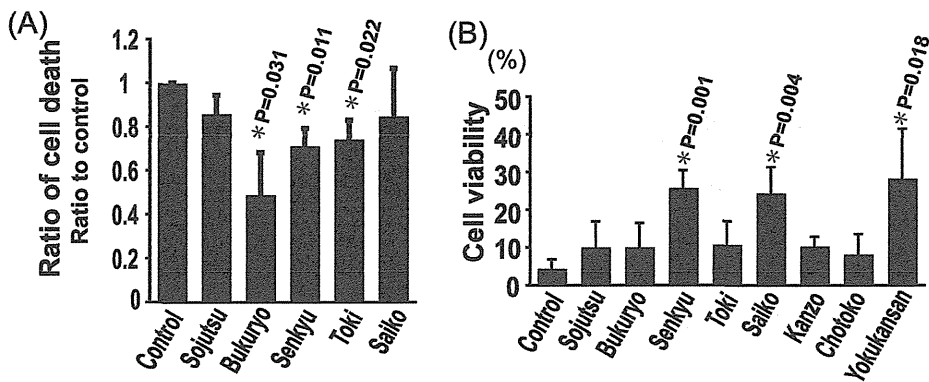 (A)
Ratio of cell death
Ratio to control
1.2
1
0.8
0.6
0.4
0.2
0
*P=0.031
*P=0.011
*P=0.022
Control
Sojutsu
Bukuryo
Senkyu
Toki
Saiko
(B)
(%)
Cell viability
50
40
30
20
10
0
*P=0.001
*P=0.004
*P=0.018
Control
Sojutsu
Bukuryo
Senkyu
Toki
Saiko
Kanzo
Chotoko
Yokukansan